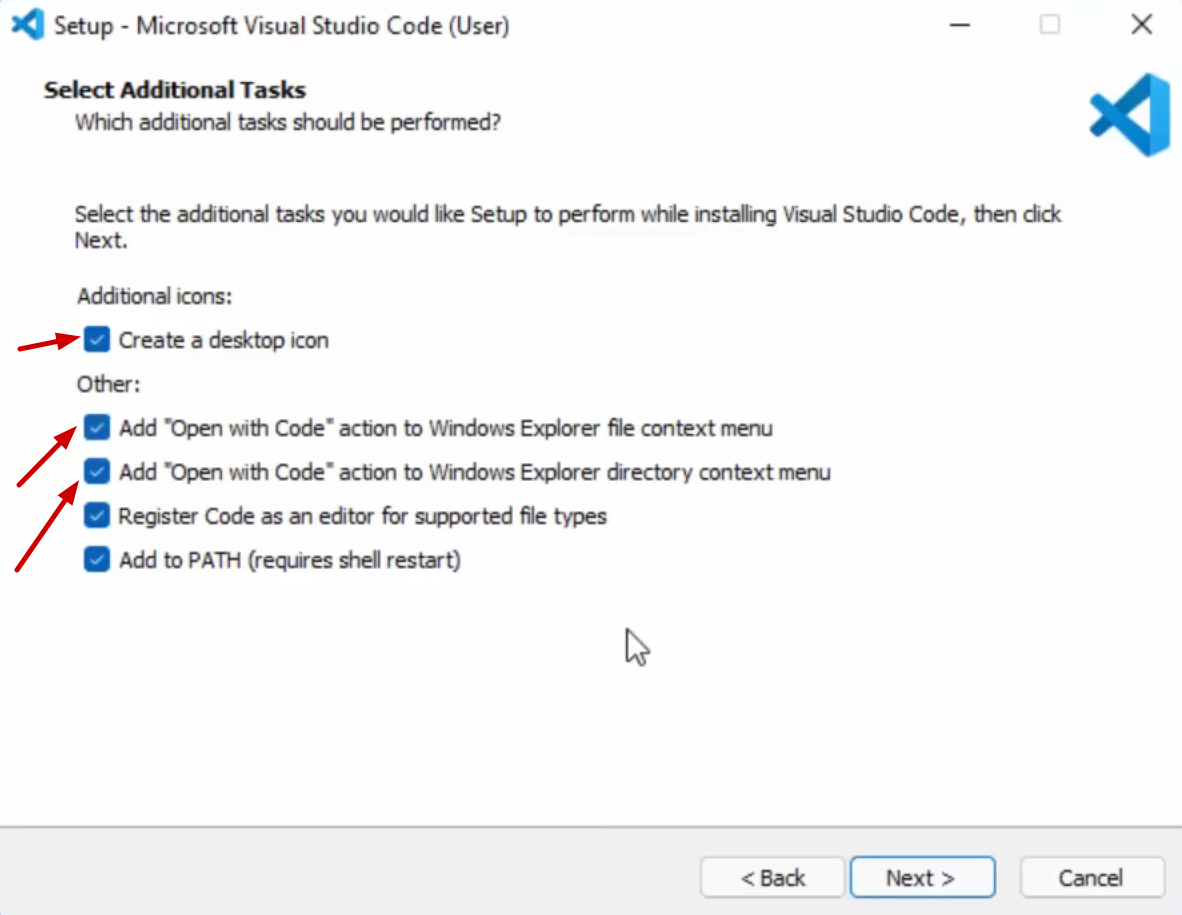 Setup - Microsoft Visual Studio Code (User)
Select Additional Tasks
Which additional tasks should be performed?
Select the additional tasks you would like Setup to perform while installing Visual Studio Code, then click
Next.
Additional icons:
Create a desktop icon
Other:
Add "Open with Code" action to Windows Explorer file context menu
Add "Open with Code" action to Windows Explorer directory context menu
Register Code as an editor for supported file types
Add to PATH (requires shell restart)
< Back
Next >
Cancel